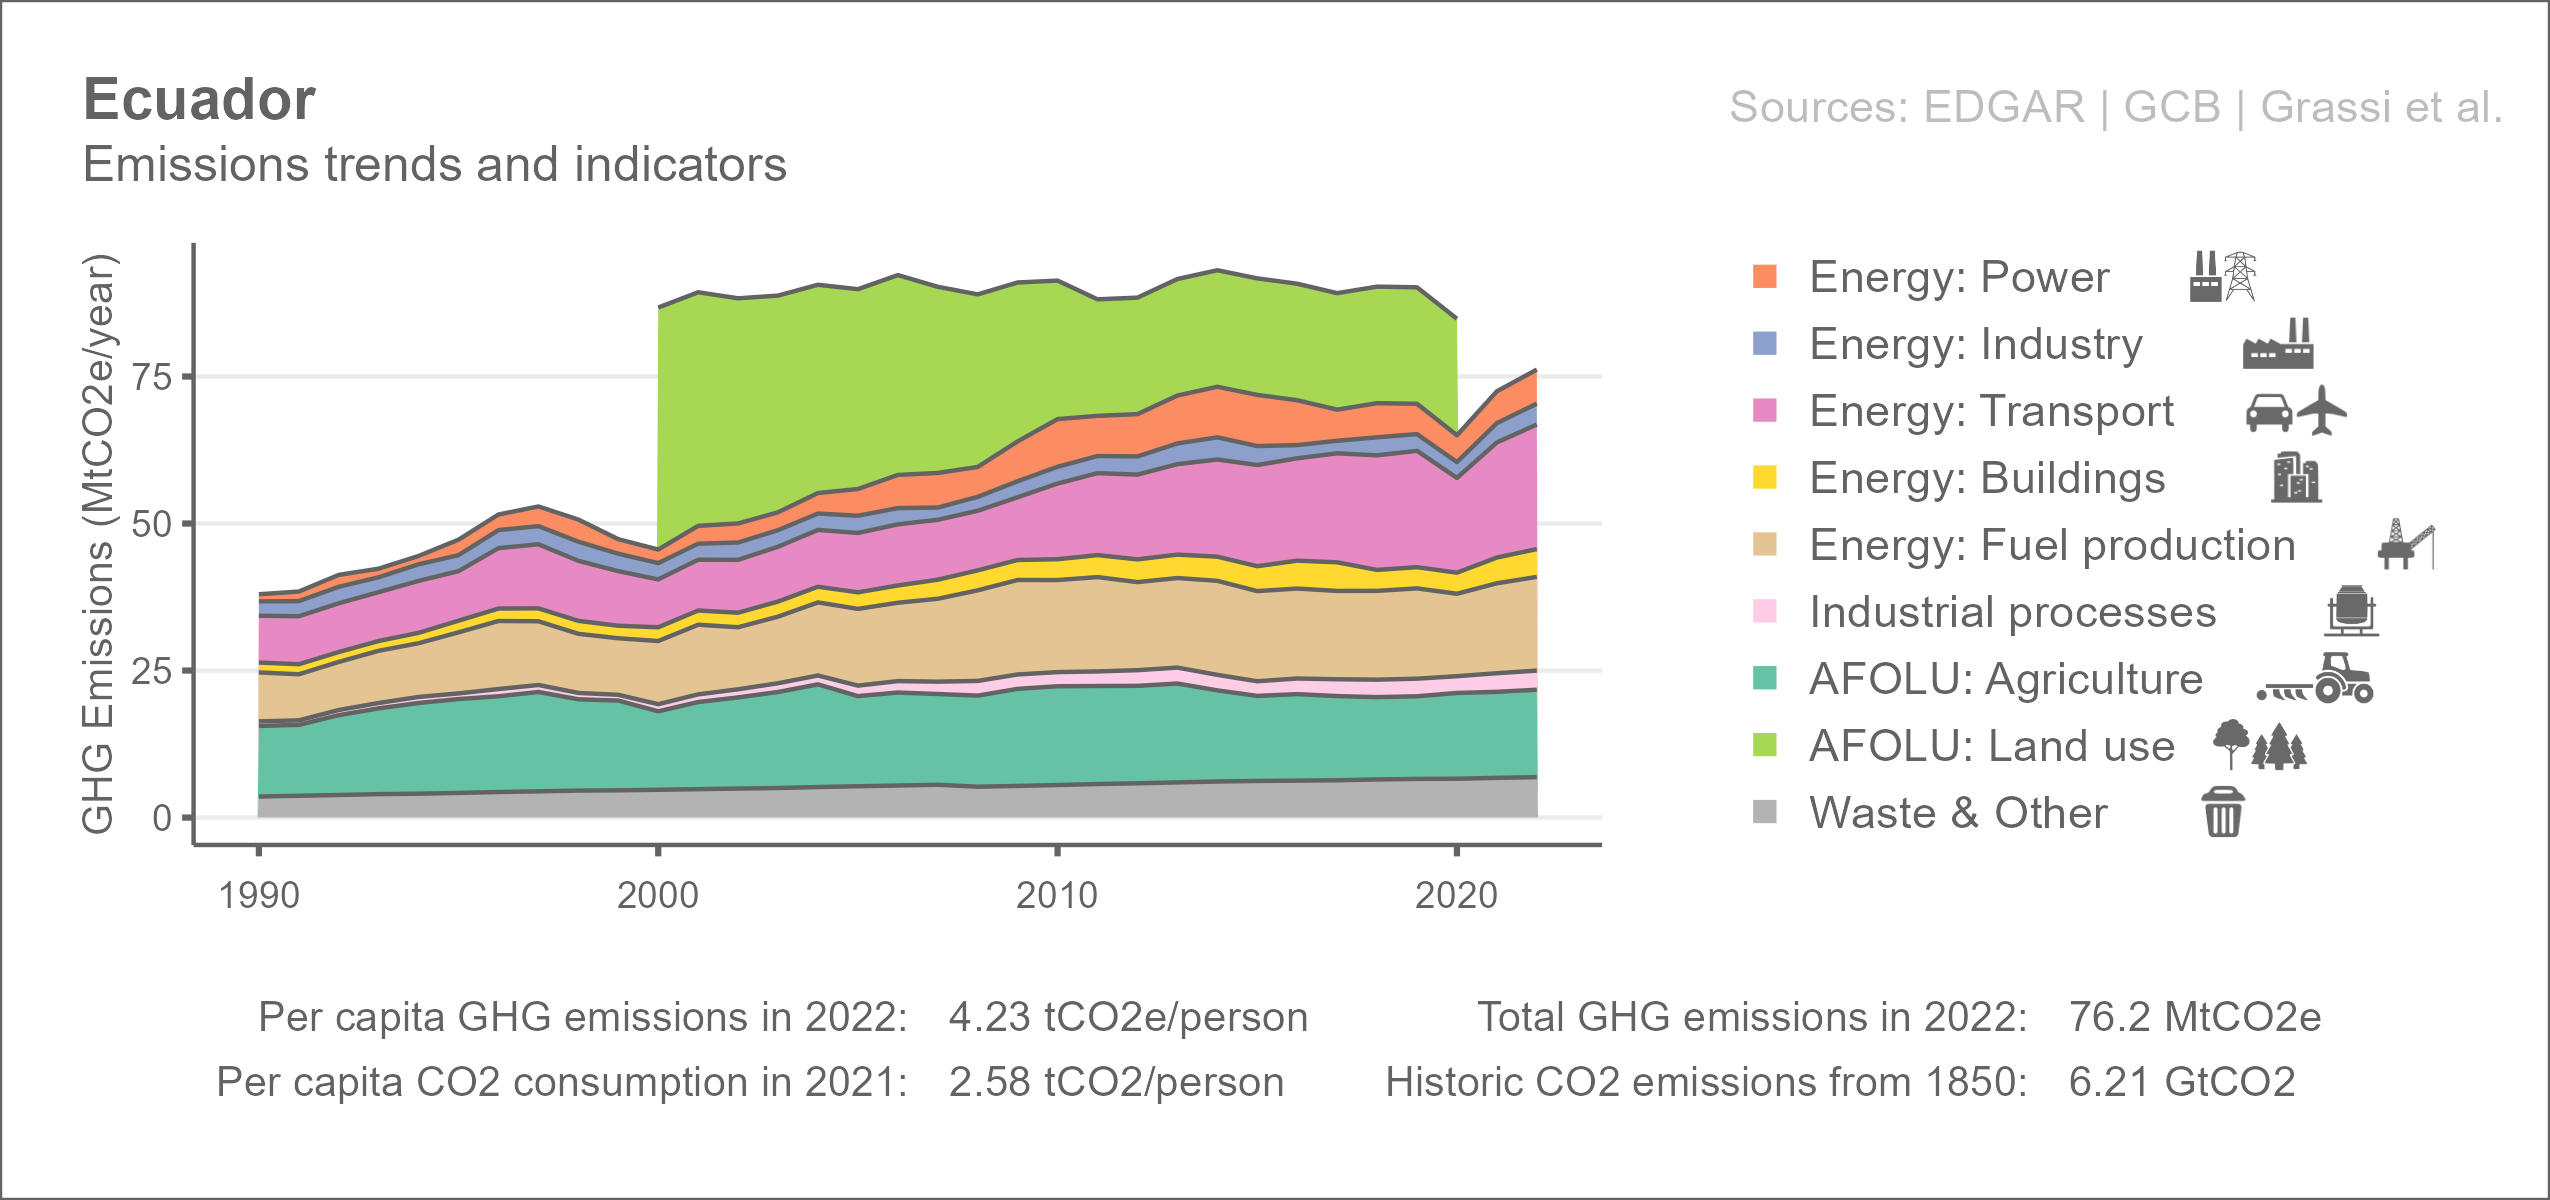 Ecuador
Sources: EDGAR | GCB | Grassi et al.
Emissions trends and indicators
GHG Emissions (MtCO2e/year)
75
50
25
0
1990
2000
2010
2020
Energy: Power
Energy: Industry
Energy: Transport
Energy: Buildings
Energy: Fuel production
Industrial processes
AFOLU: Agriculture
AFOLU: Land use
Waste & Other
Per capita GHG emissions in 2022: 4.23 tCO2e/person
Total GHG emissions in 2022: 76.2 MtCO2e
Per capita CO2 consumption in 2021: 2.58 tCO2/person
Historic CO2 emissions from 1850: 6.21 GtCO2